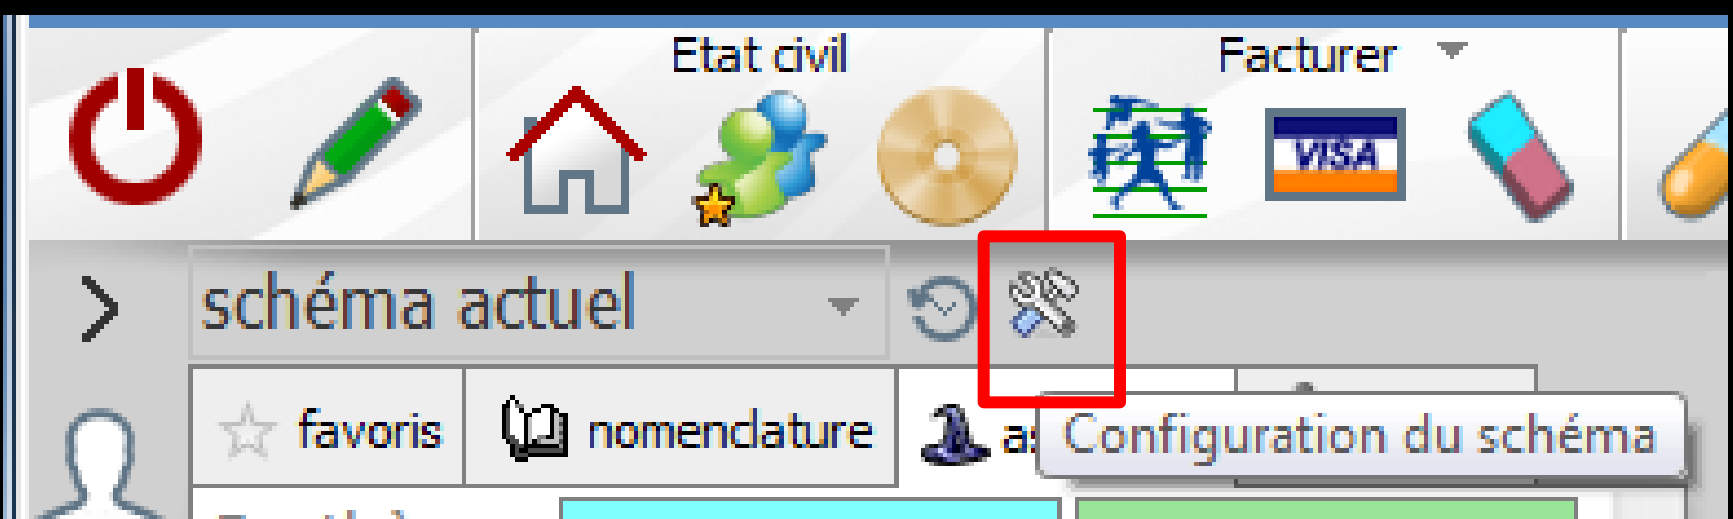 Etat civil
Facturer
VISA
schéma actuel
favoris
nomenclature
Configuration du schéma